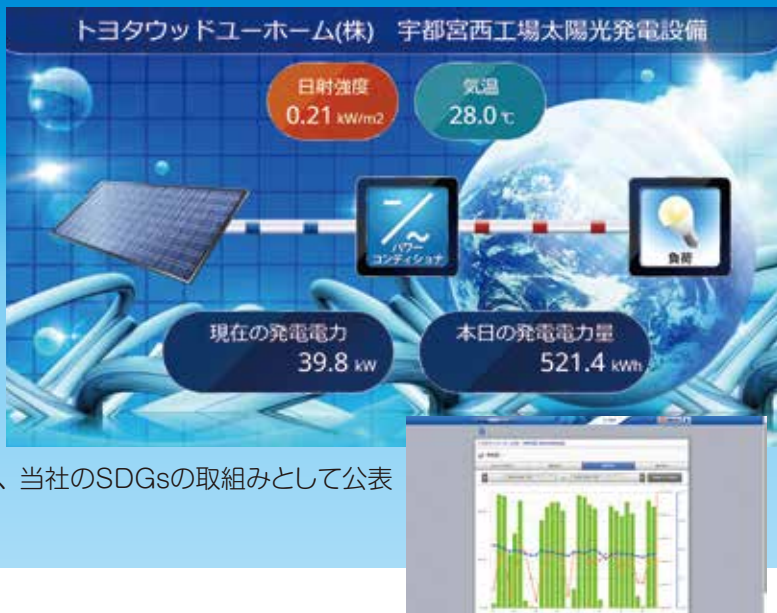 トヨタウッドユーホーム(株) 宇都宮西工場太陽光発電設備
日射強度
0.21 kW/m2
気温
28.0 ℃
パワー
コンディショナ
負荷
現在の発電電力
39.8 kW
本日の発電電力量
521.4 kWh
、当社のSDGsの取組みとして公表